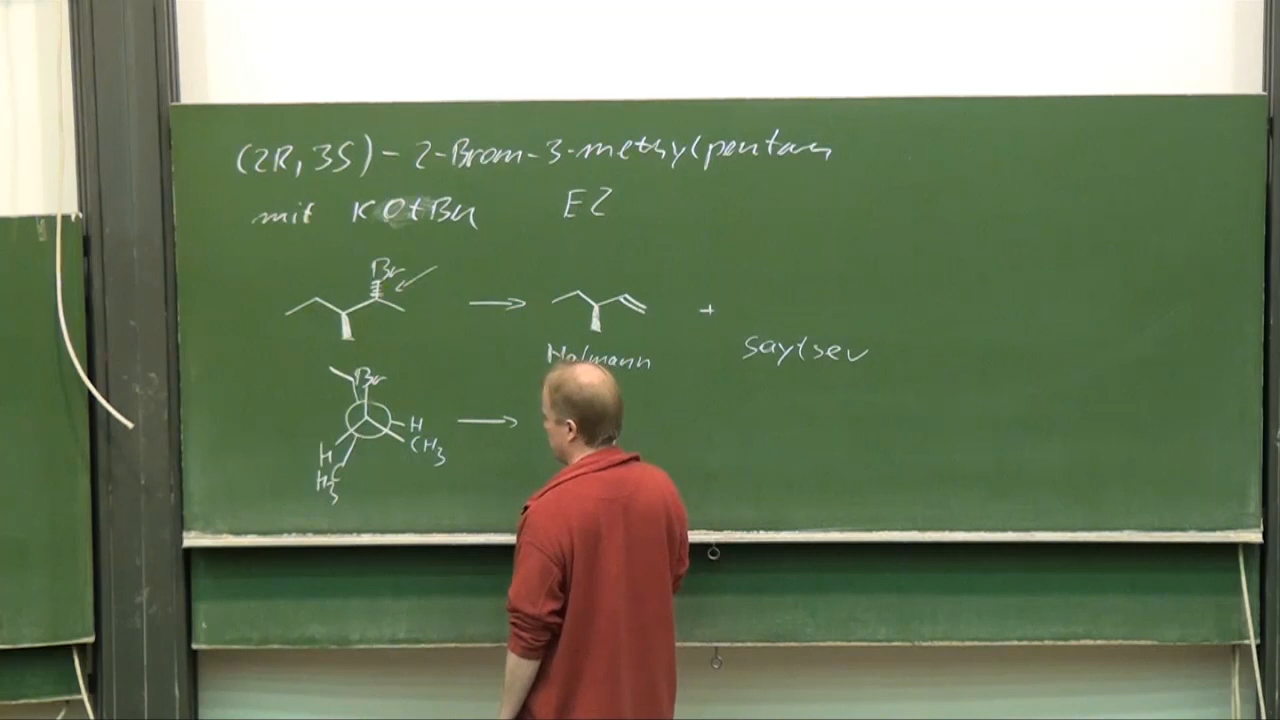 (2R, 3S) - 2-Brom-3-methylpentan
mit KOtBu E2
Br
+
Hofmann Saytsev
Br
H
CH3
H
H3C